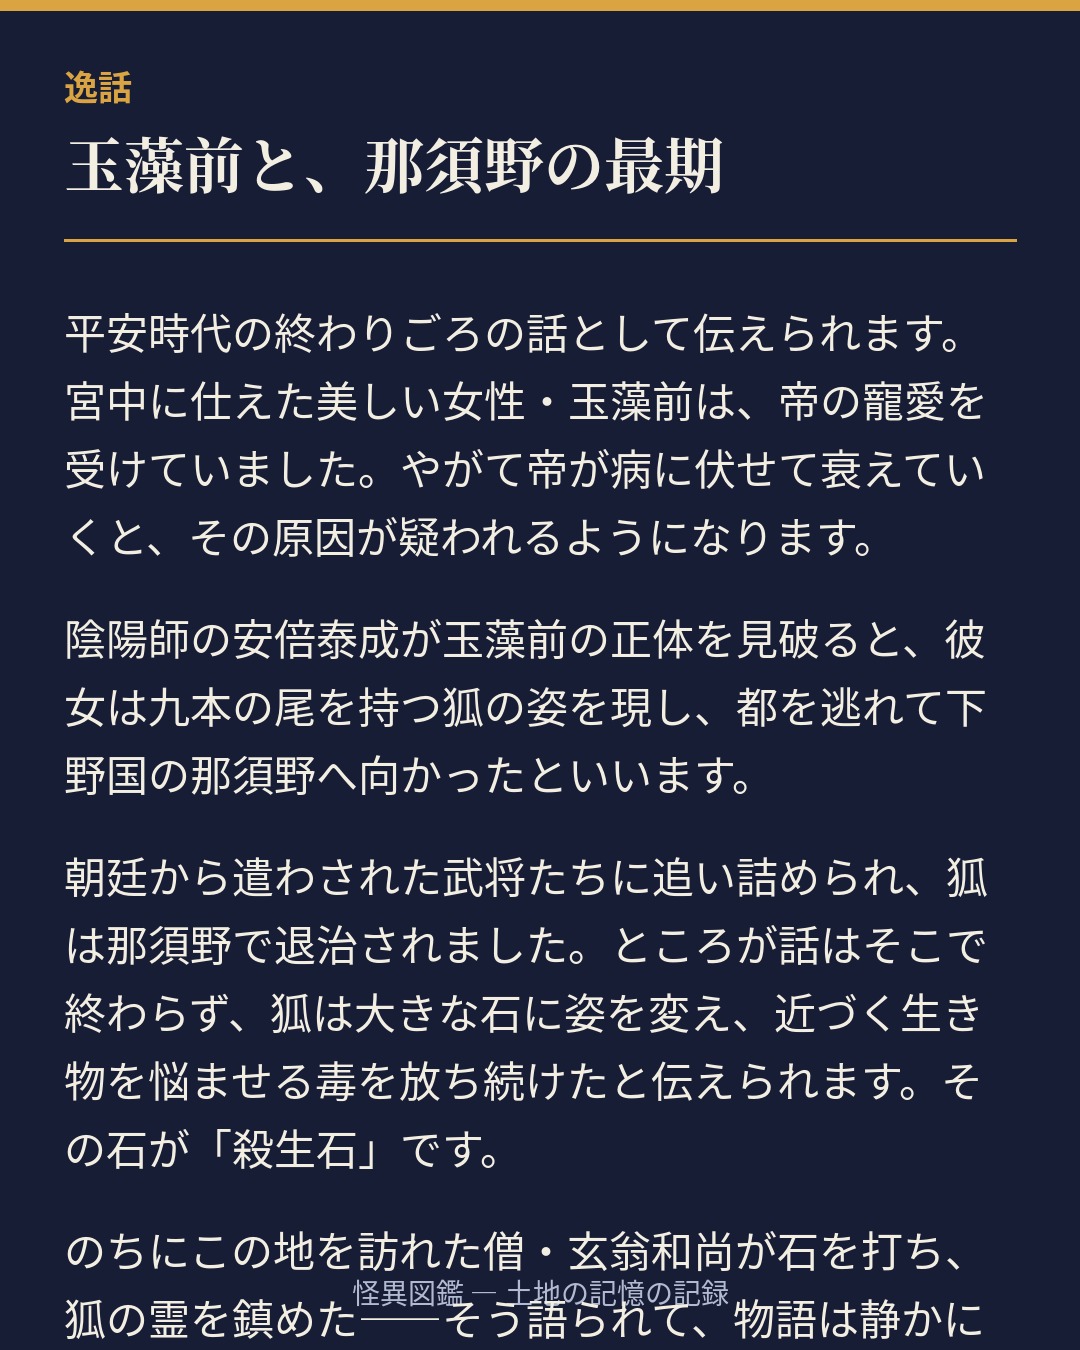 逸話
玉藻前と、那須野の最期
平安時代の終わりごろの話として伝えられます。
宮中に仕えた美しい女性・玉藻前は、帝の寵愛を
受けていました。やがて帝が病に伏せて衰えてい
くと、その原因が疑われるようになります。
陰陽師の安倍泰成が玉藻前の正体を見破ると、彼
女は九本の尾を持つ狐の姿を現し、都を逃れて下
野国の那須野へ向かったといいます。
朝廷から遣わされた武将たちに追い詰められ、狐
は那須野で退治されました。ところが話はそこで
終わらず、狐は大きな石に姿を変え、近づく生き
物を悩ませる毒を放ち続けたと伝えられます。そ
の石が「殺生石」です。
のちにこの地を訪れた僧・玄翁和尚が石を打ち、
怪異図鑑 — 土地の記憶の記録
狐の霊を鎮めた——そう語られて、物語は静かに